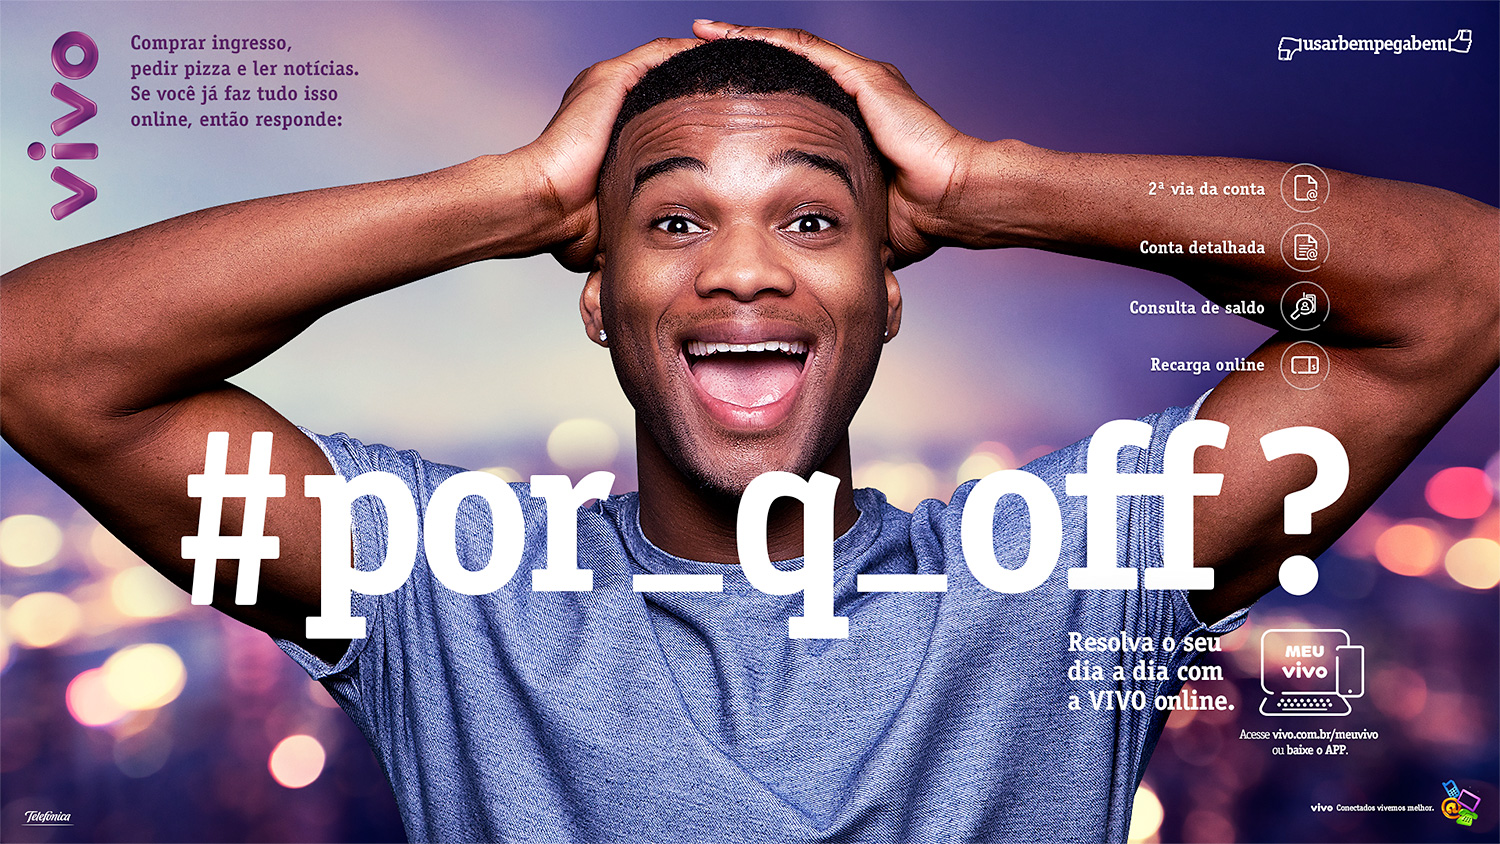 vivo
Comprar ingresso,
pedir pizza e ler notícias.
Se você já faz tudo isso
online, então responde:
usarbempegabem
2ª via da conta
Conta detalhada
Consulta de saldo
Recarga online
#por_q_off?
Resolva o seu
dia a dia com
a VIVO online.
MEU
vivo
Acesse vivo.com.br/meuvivo
ou baixe o APP.
Telefónica
vivo Conectados vivemos melhor.